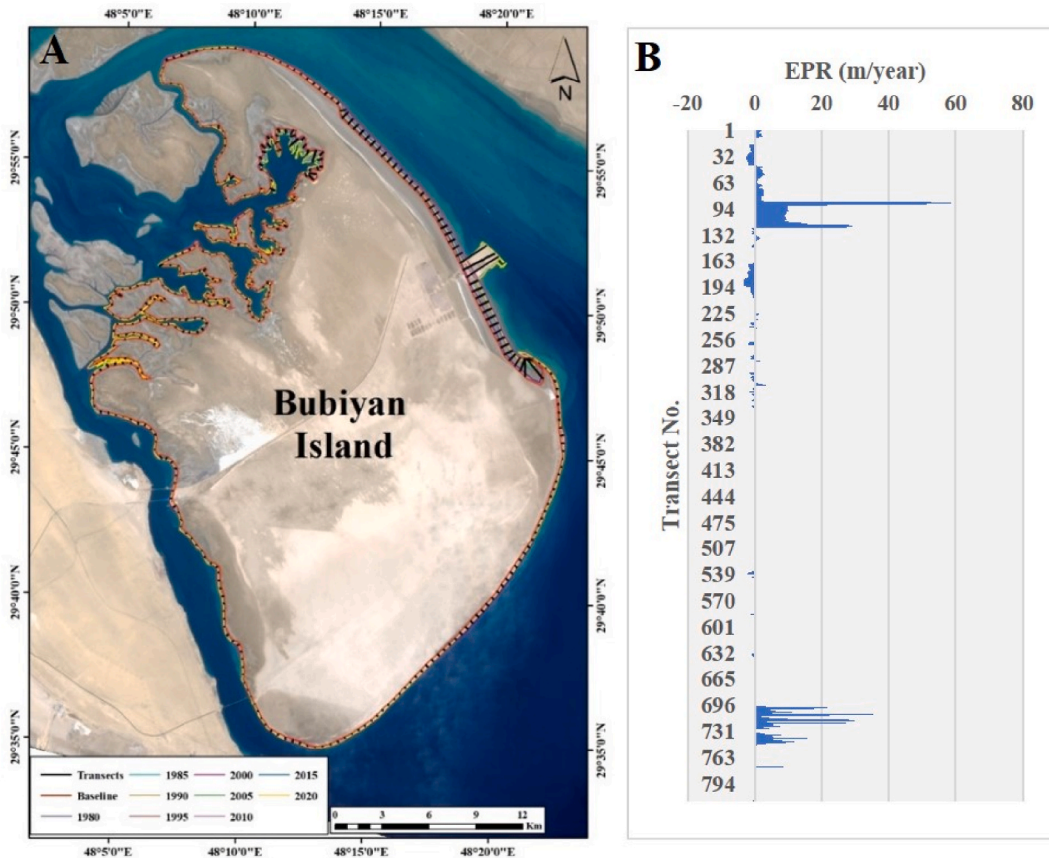 48°5'0"E 48°10'0"E 48°15'0"E 48°20'0"E
A
N
29°55'0"N 29°55'0"N
29°50'0"N 29°50'0"N
Bubiyan
Island
29°45'0"N 29°45'0"N
29°40'0"N 29°40'0"N
29°35'0"N 29°35'0"N
Transects 1985 2000 2015
Baseline 1990 2005 2020
1980 1995 2010
0 3 6 9 12
Km
48°5'0"E 48°10'0"E 48°15'0"E 48°20'0"E
B
EPR (m/year)
-20 0 20 40 60 80
Transect No.
1
32
63
94
132
163
194
225
256
287
318
349
382
413
444
475
507
539
570
601
632
665
696
731
763
794